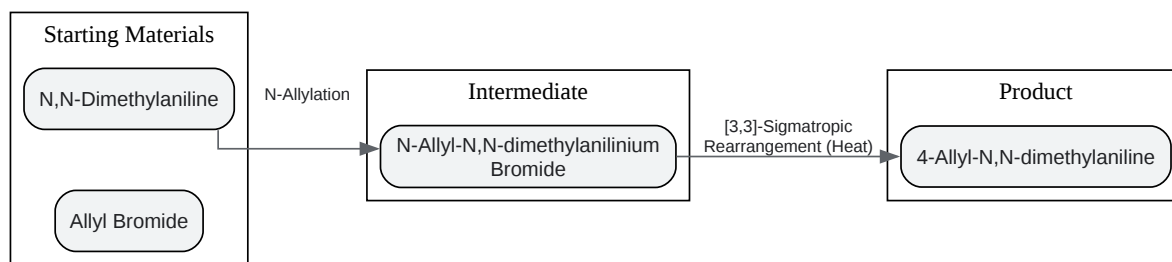 Starting Materials
N,N-Dimethylaniline
Allyl Bromide
N-Allylation
Intermediate
N-Allyl-N,N-dimethylanilinium
Bromide
[3,3]-Sigmatropic
Rearrangement (Heat)
Product
4-Allyl-N,N-dimethylaniline